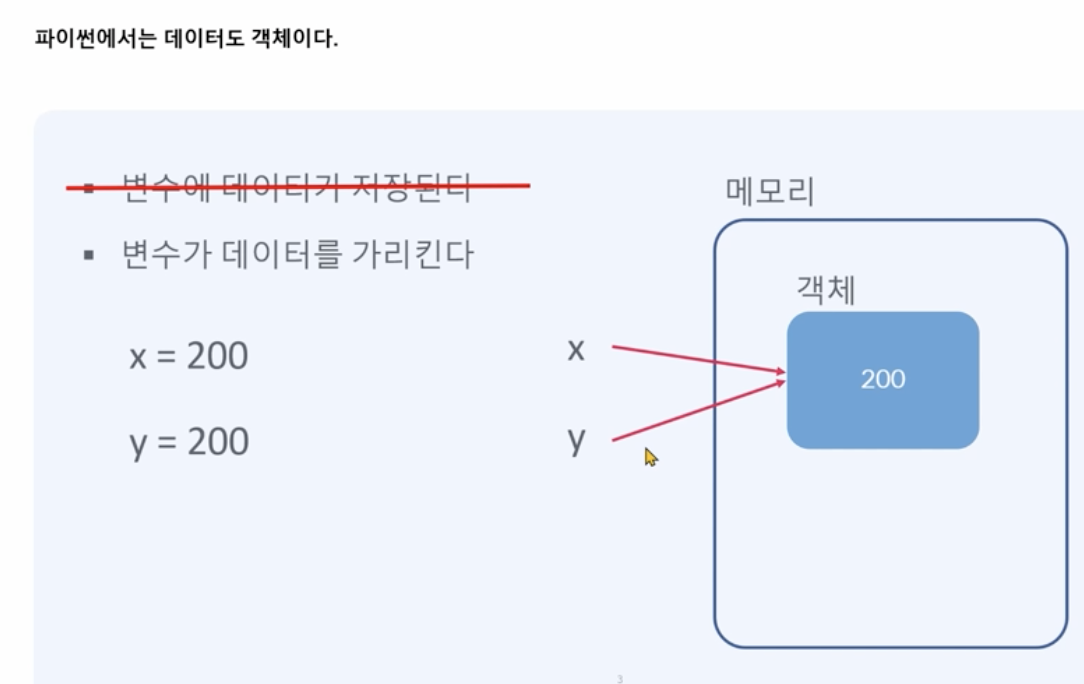 파이썬에서는 데이터도 객체이다.
▪ 변수에 데이터가 저장된다
▪ 변수가 데이터를 가리킨다
x = 200
y = 200
메모리
객체
x
y
200
3